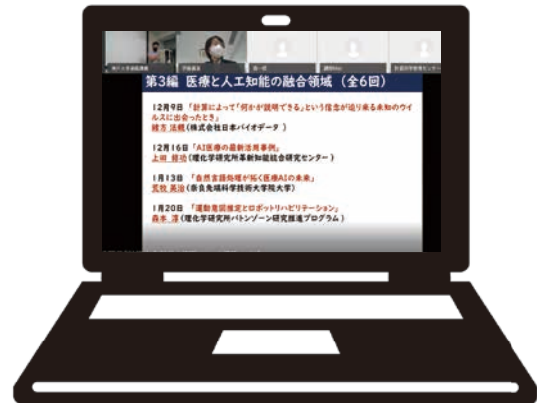 第3編 医療と人工知能の融合領域（全6回）
12月9日「計算によって「何かが説明できる」という信念が迫り来る未知のウイ
ルスに出会ったとき」
緒方 法親(株式会社日本バイオデータ )
12月16日「AI医療の最新活用事例」
上田 修功(理化学研究所革新知能統合研究センター )
1月13日「自然言語処理が拓く医療AIの未来」
荒牧 英治(奈良先端科学技術大学院大学)
1月20日「運動意図推定とロボットリハビリテーション」
森本 淳(理化学研究所バトンゾーン研究推進プログラム )